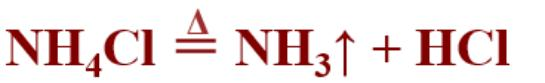 NH₄Cl ≜ NH₃↑ + HCl